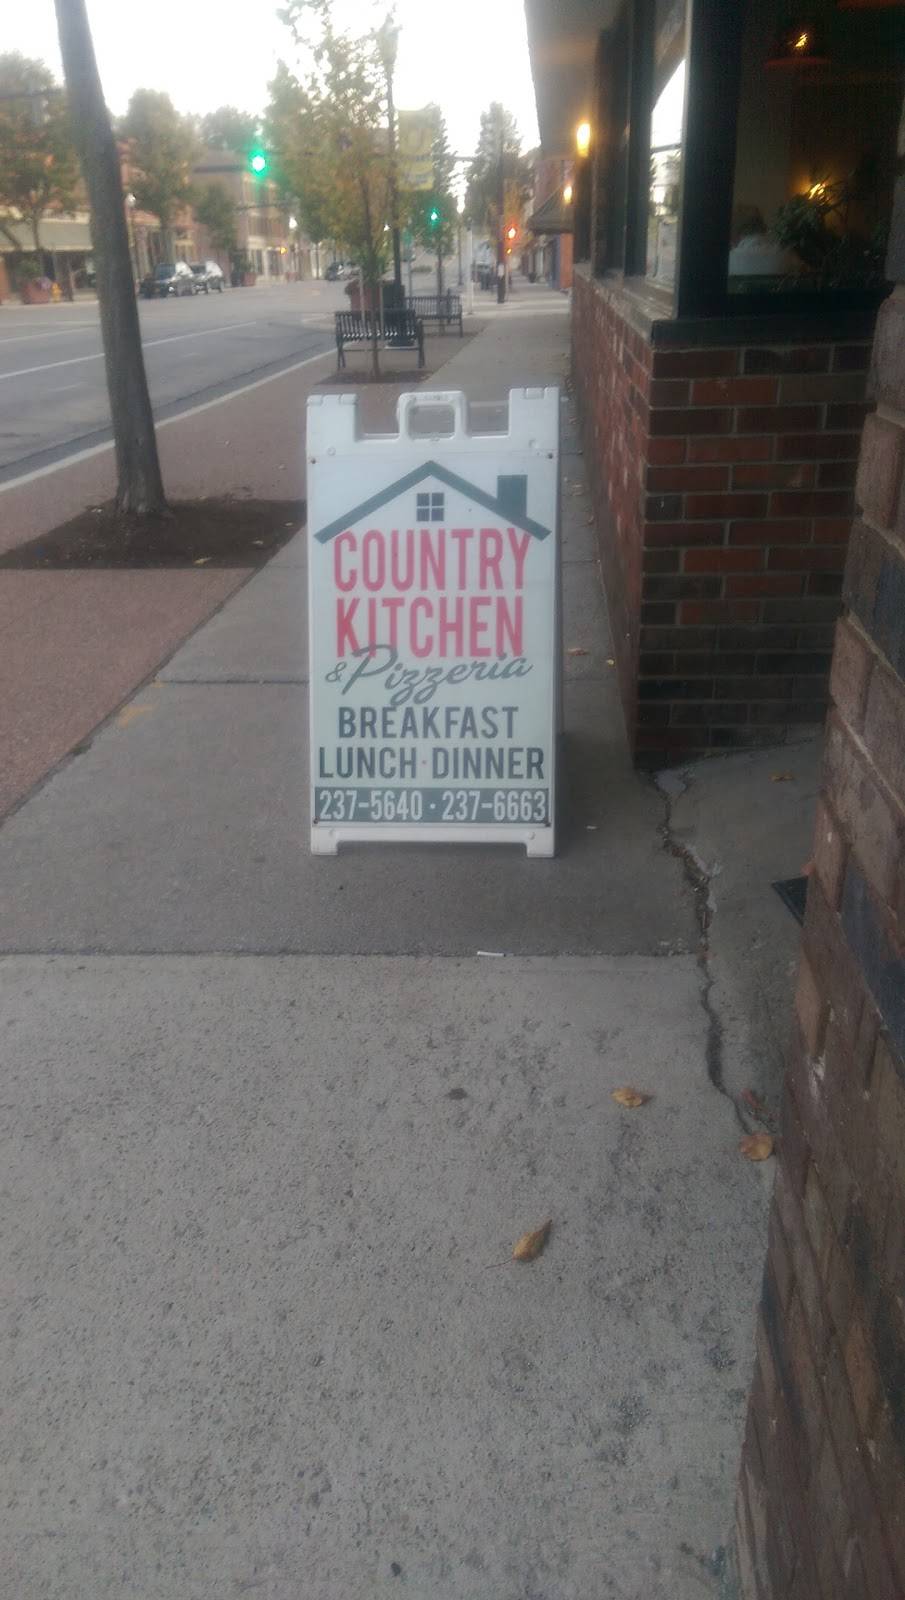 COUNTRY
KITCHEN
& Pizzeria
BREAKFAST
LUNCH · DINNER
237-5640 · 237-6663